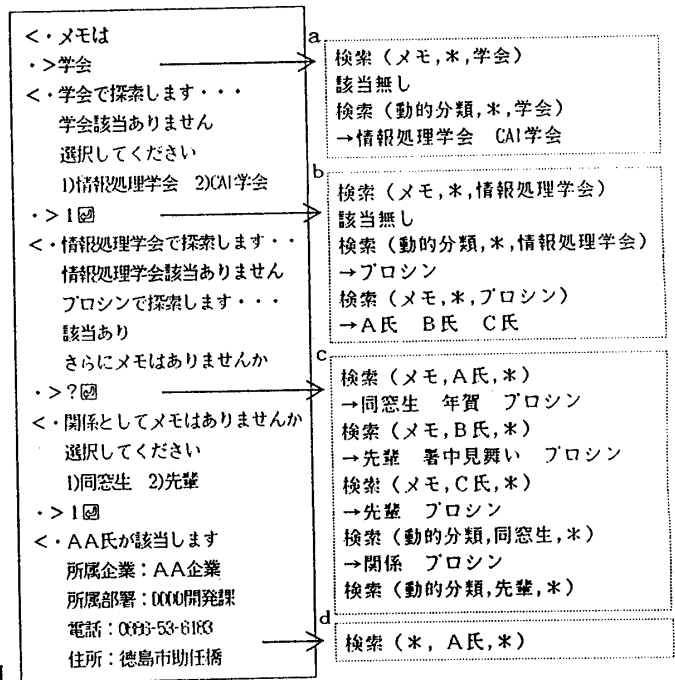 <・メモは
・>学会
<・学会で探索します・・・
学会該当ありません
選択してください
1)情報処理学会 2)CAI学会
・>1
<・情報処理学会で探索します・・
情報処理学会該当ありません
プロシンで探索します・・・
該当あり
さらにメモはありませんか
・>?
<・関係としてメモはありませんか
選択してください
1)同窓生 2)先輩
・>1
<・AA氏が該当します
所属企業:AA企業
所属部署:OOOO開発課
電話:
住所:徳島市助任橋
a
検索(メモ,*,学会)
該当無し
検索(動的分類,*,学会)
→情報処理学会 CAI学会
b
検索(メモ,*,情報処理学会)
該当無し
検索(動的分類,*,情報処理学会)
→プロシン
検索(メモ,*,プロシン)
→A氏 B氏 C氏
c
検索(メモ,A氏,*)
→同窓生 年賀 プロシン
検索(メモ,B氏,*)
→先輩 暑中見舞い プロシン
検索(メモ,C氏,*)
→先輩 プロシン
検索(動的分類,同窓生,*)
→関係 プロシン
検索(動的分類,先輩,*)
d
検索(*, A氏,*)